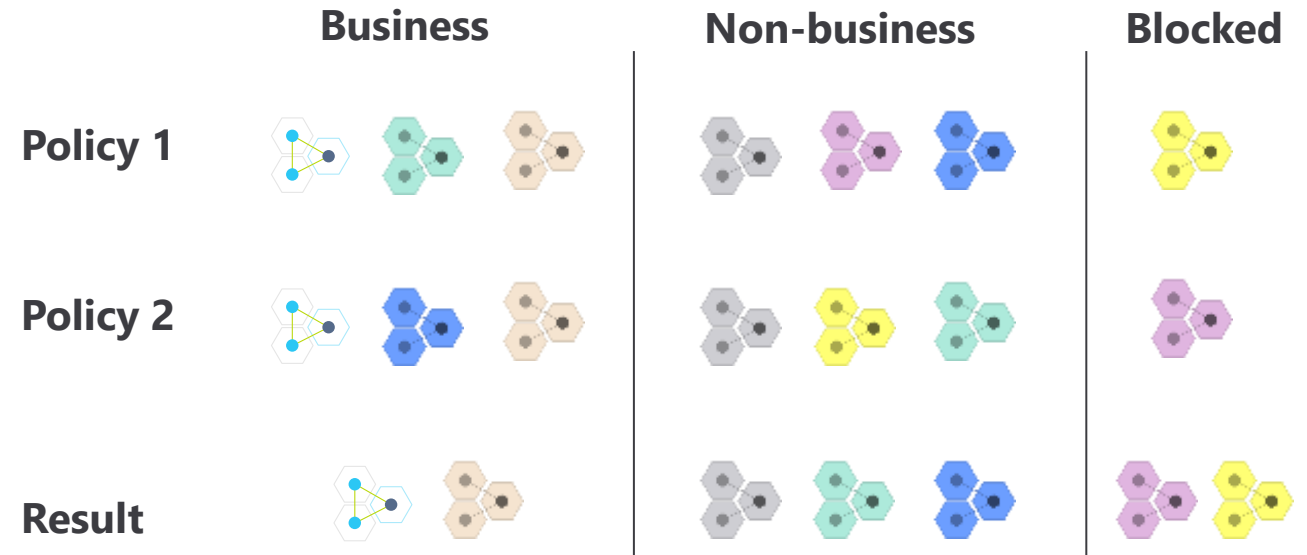 Business
Non-business
Blocked
Policy 1
Policy 2
Result